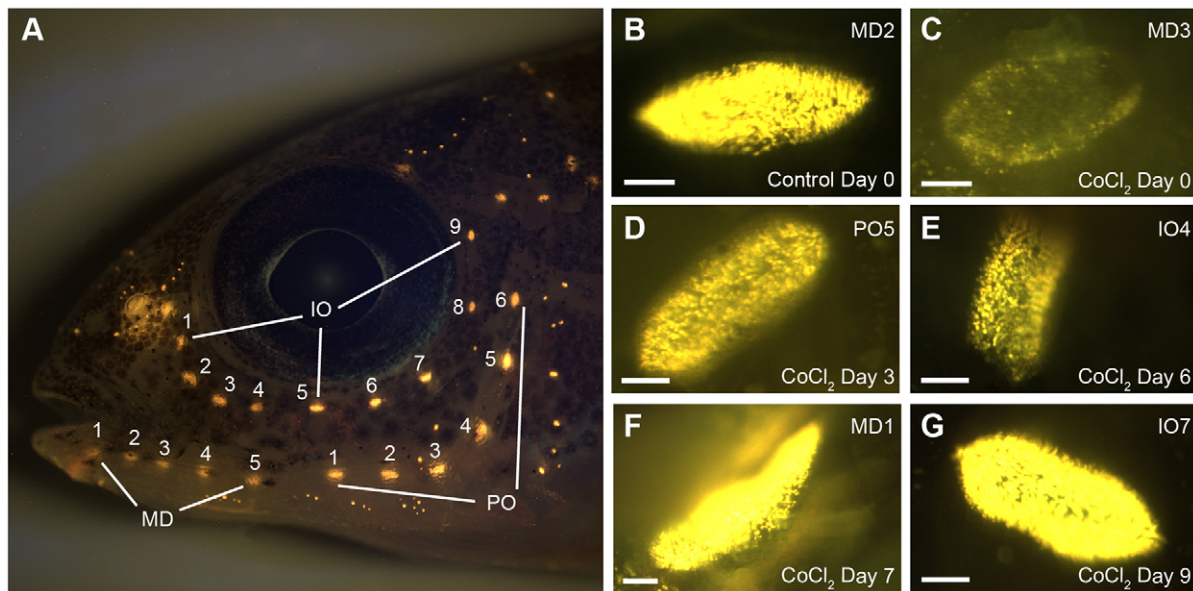 A
IO
1
2
3
4
5
6
7
8
9
MD
1
2
3
4
5
PO
1
2
3
4
5
6
B
MD2
Control Day 0
C
MD3
CoCl₂ Day 0
D
PO5
CoCl₂ Day 3
E
IO4
CoCl₂ Day 6
F
MD1
CoCl₂ Day 7
G
IO7
CoCl₂ Day 9